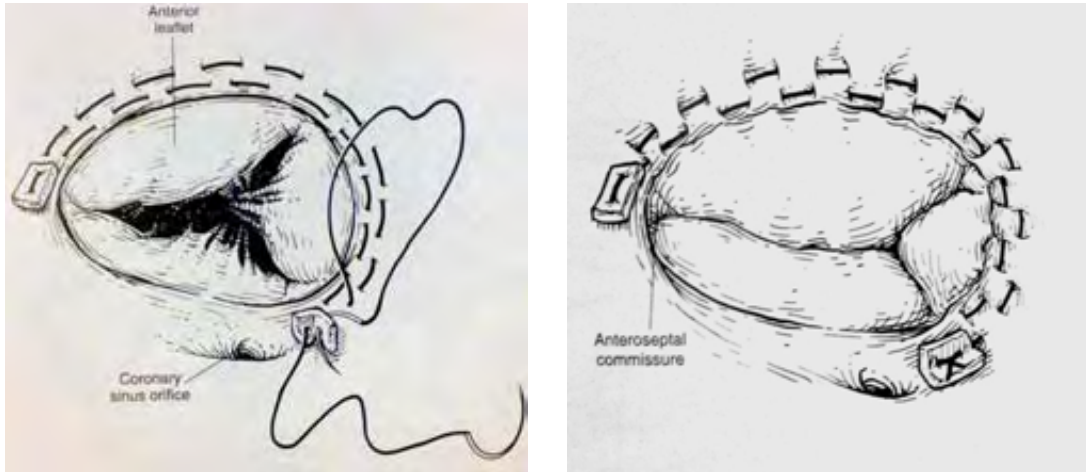 Anterior
leaflet
Coronary
sinus orifice
Anteroseptal
commissure